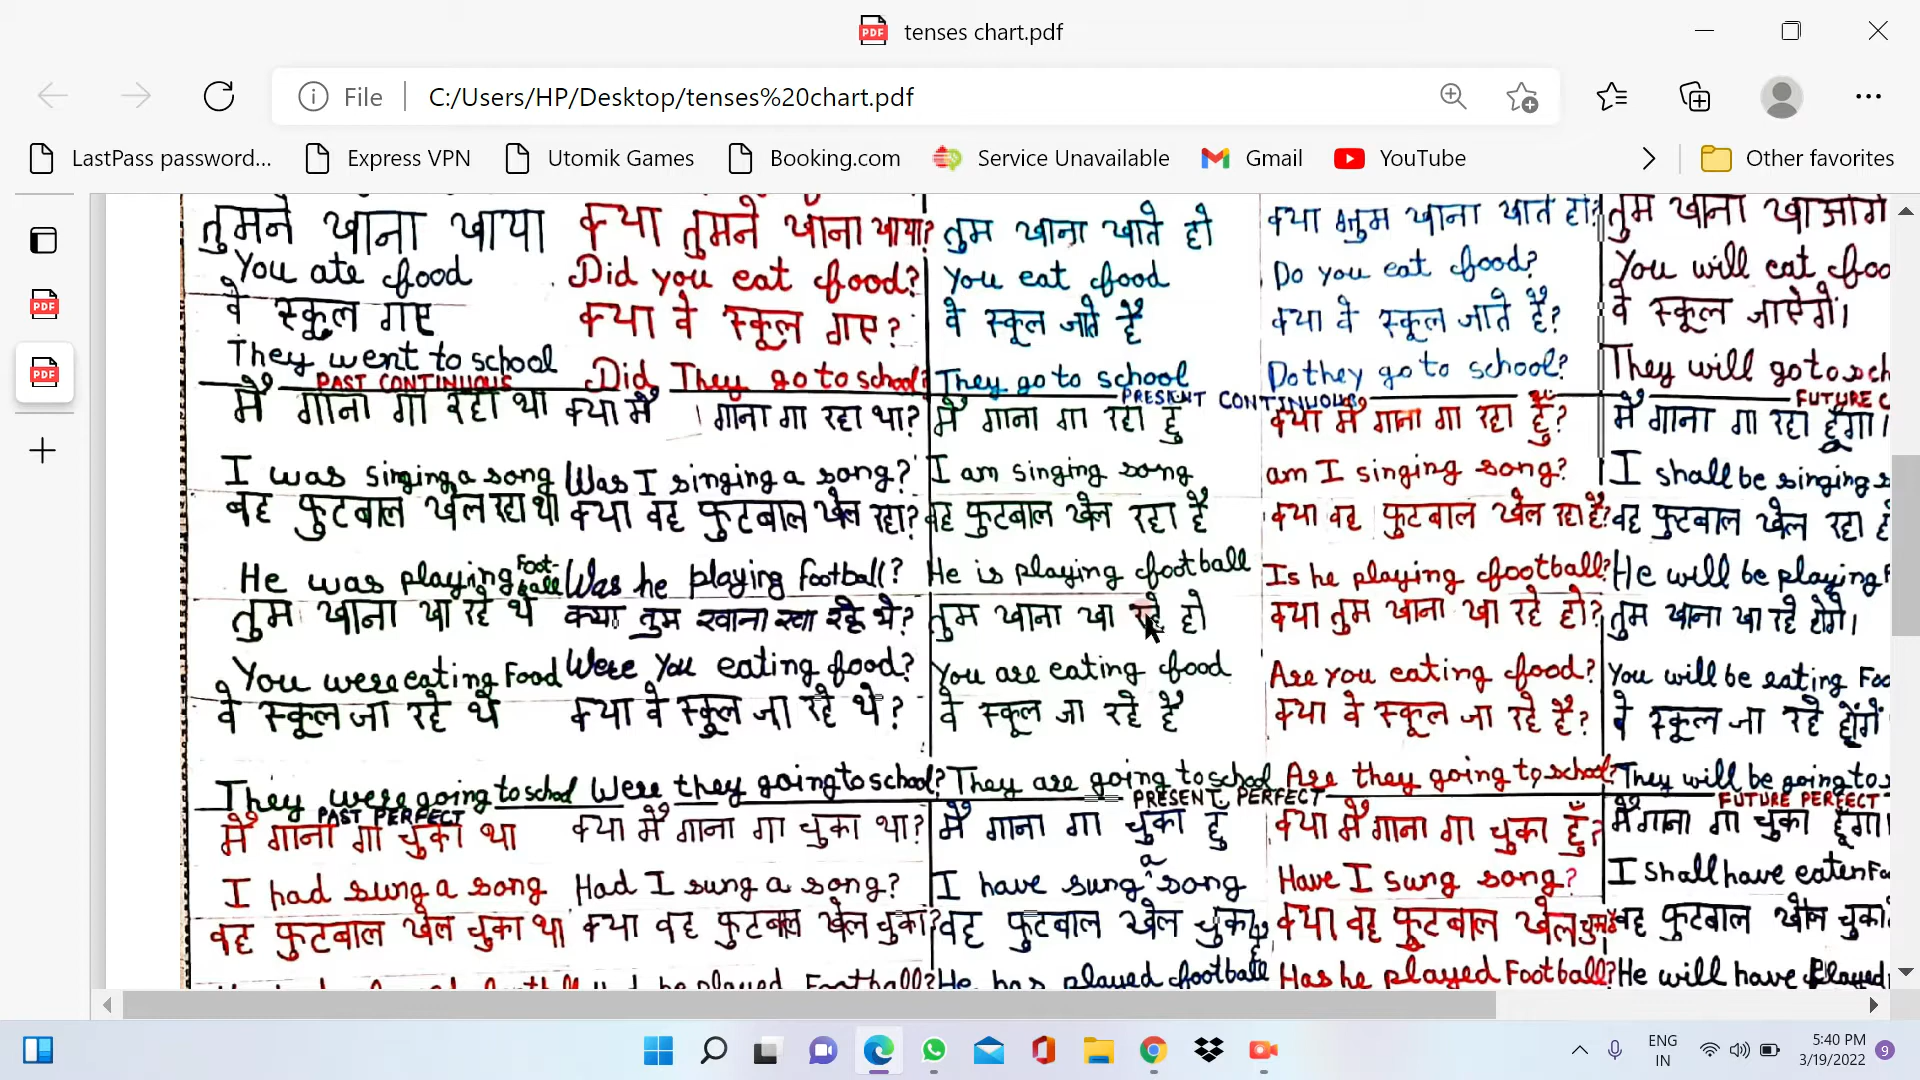 tenses chart.pdf
File
C:/Users/HP/Desktop/tenses%20chart.pdf
LastPass password...
Express VPN
Utomik Games
Booking.com
Service Unavailable
Gmail
YouTube
Other favorites
तुमने खाना खाया
क्या तुमने खाना खाया?
तुम खाना खाते हो
क्या तुम खाना खाते हो?
तुम खाना खाओगे
You ate food
Did you eat food?
You eat food
Do you eat food?
You will eat foo
वे स्कूल गए
क्या वे स्कूल गए?
वे स्कूल जाते हैं
क्या वे स्कूल जाते हैं?
वे स्कूल जाऐगें।
They went to school
Did They go to school?
They go to school
Do they go to school?
They will go to sch
PAST CONTINUOUS
PRESENT CONTINUOUS
FUTURE C
मैं गाना गा रहा था
क्या मैं गाना गा रहा था?
मैं गाना गा रहा हूँ
क्या मैं गाना गा रहा हूँ?
मैं गाना गा रहा हूँगा।
I was singing a song
Was I singing a song?
I am singing song
am I singing song?
I shall be singing s
वह फुटबाल खेल रहा था
क्या वह फुटबाल खेल रहा?
वह फुटबाल खेल रहा है
क्या वह फुटबाल खेल रहा है?
वह फुटबाल खेल रहा हो
He was playing Football
Was he playing football?
He is playing football
Is he playing football?
He will be playing F
तुम खाना खा रहे थे
क्या तुम खाना खा रहे थे?
तुम खाना खा रहे हो
क्या तुम खाना खा रहे हो?
तुम खाना खा रहे होगे।
You were eating Food
Were You eating food?
You are eating food
Are you eating food?
You will be eating Foo
वे स्कूल जा रहे थे
क्या वे स्कूल जा रहे थे?
वे स्कूल जा रहे हैं
क्या वे स्कूल जा रहे हैं?
वे स्कूल जा रहे होंगे
They were going to school
Were they going to school?
They are going to school
Are they going to school?
They will be going to s
PAST PERFECT
PRESENT PERFECT
FUTURE PERFECT
मैं गाना गा चुका था
क्या मैं गाना गा चुका था?
मैं गाना गा चुका हूँ
क्या मैं गाना गा चुका हूँ?
मैं गाना गा चुका हूँगा।
I had sung a song
Had I sung a song?
I have sung a song
Have I sung song?
I shall have eaten Fo
वह फुटबाल खेल चुका था
क्या वह फुटबाल खेल चुका?
वह फुटबाल खेल चुका है
क्या वह फुटबाल खेल
वह फुटबाल खेल चुका
be played Football?
He has played football
Has he played Football?
He will have played
ENG
IN
5:40 PM
3/19/2022
9